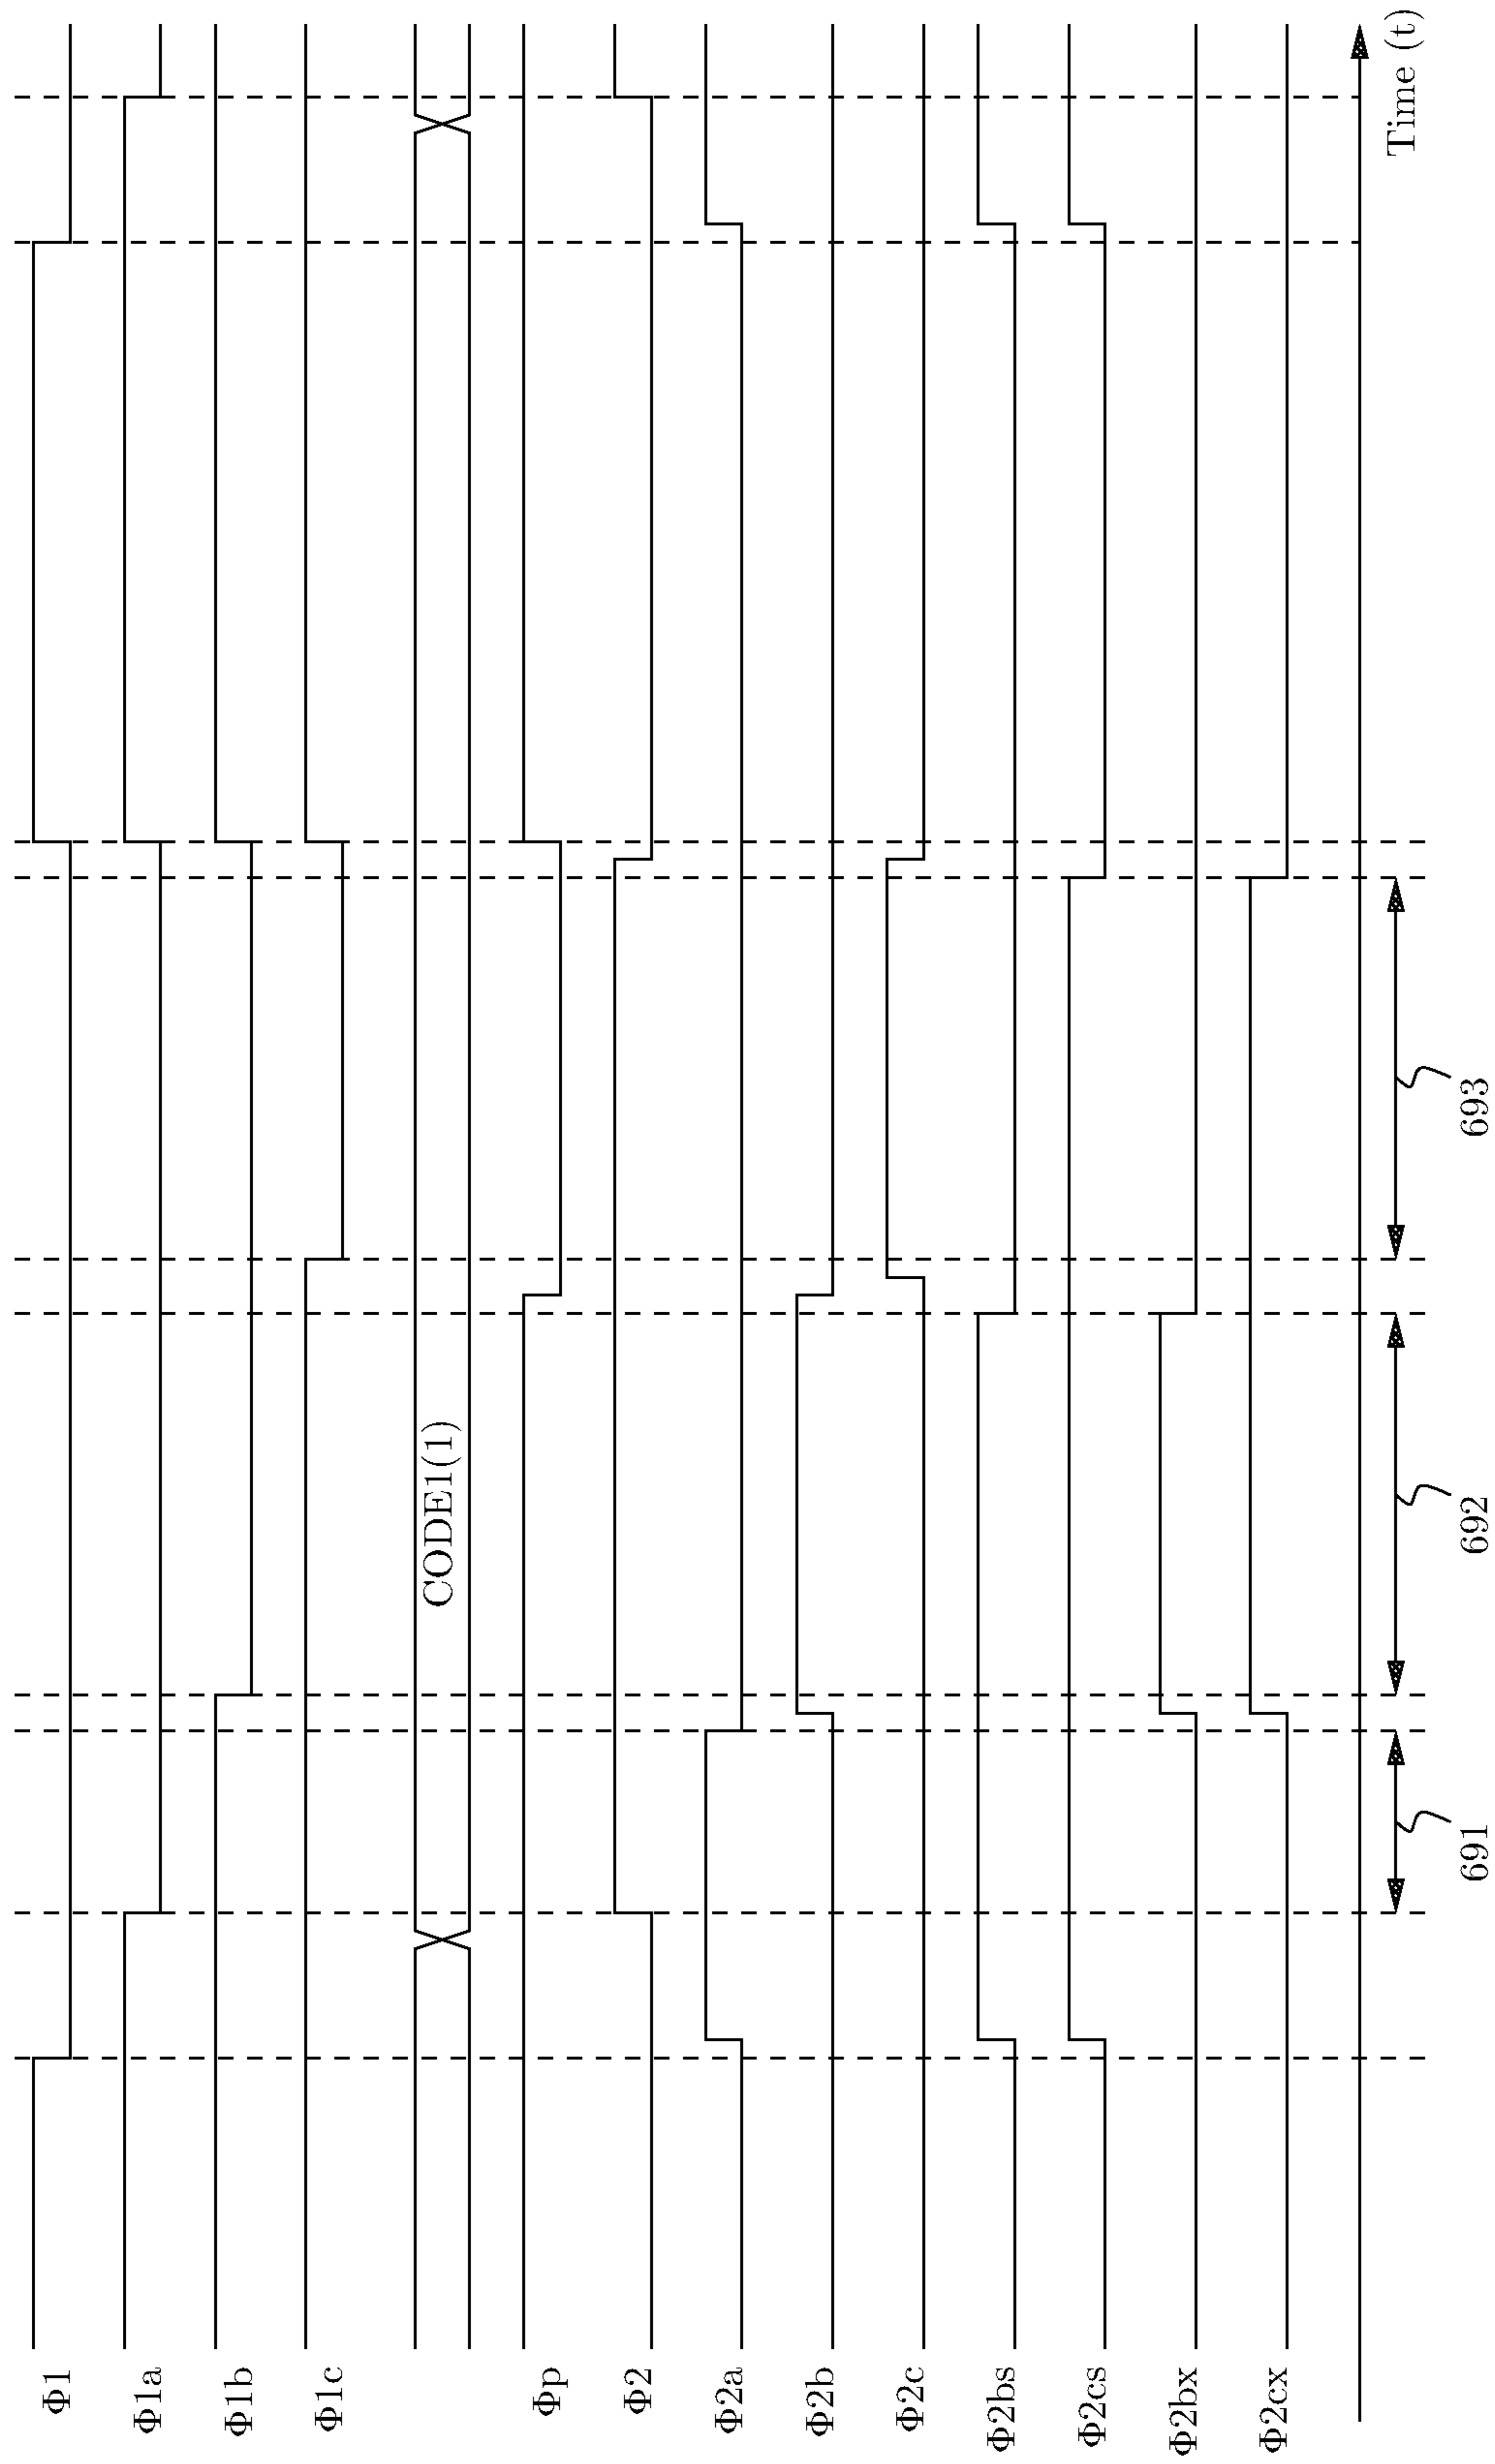 Φ1
Φ1a
Φ1b
Φ1c
CODE1(1)
Φp
Φ2
Φ2a
Φ2b
Φ2c
Φ2bs
Φ2cs
Φ2bx
Φ2cx
Time (t)
691
692
693